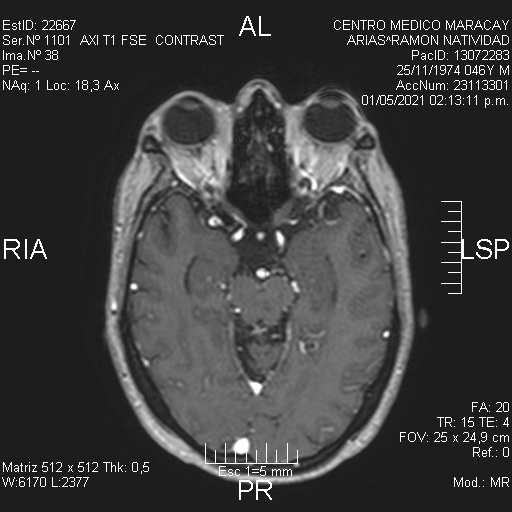 EstID: 22667
Ser.Nº 1101 AXI T1 FSE CONTRAST
Ima.Nº 38
PE= --
NAq: 1 Loc: 18,3 Ax
AL
CENTRO MEDICO MARACAY
ARIAS^RAMON NATIVIDAD
PacID: 13072283
25/11/1974 046Y M
AccNum: 23113301
01/05/2021 02:13:11 p.m.
RIA
LSP
Matriz 512 x 512 Thk: 0,5
W:6170 L:2377
Esc 1=5 mm
PR
FA: 20
TR: 15 TE: 4
FOV: 25 x 24,9 cm
Ref.: 0
Mod.: MR